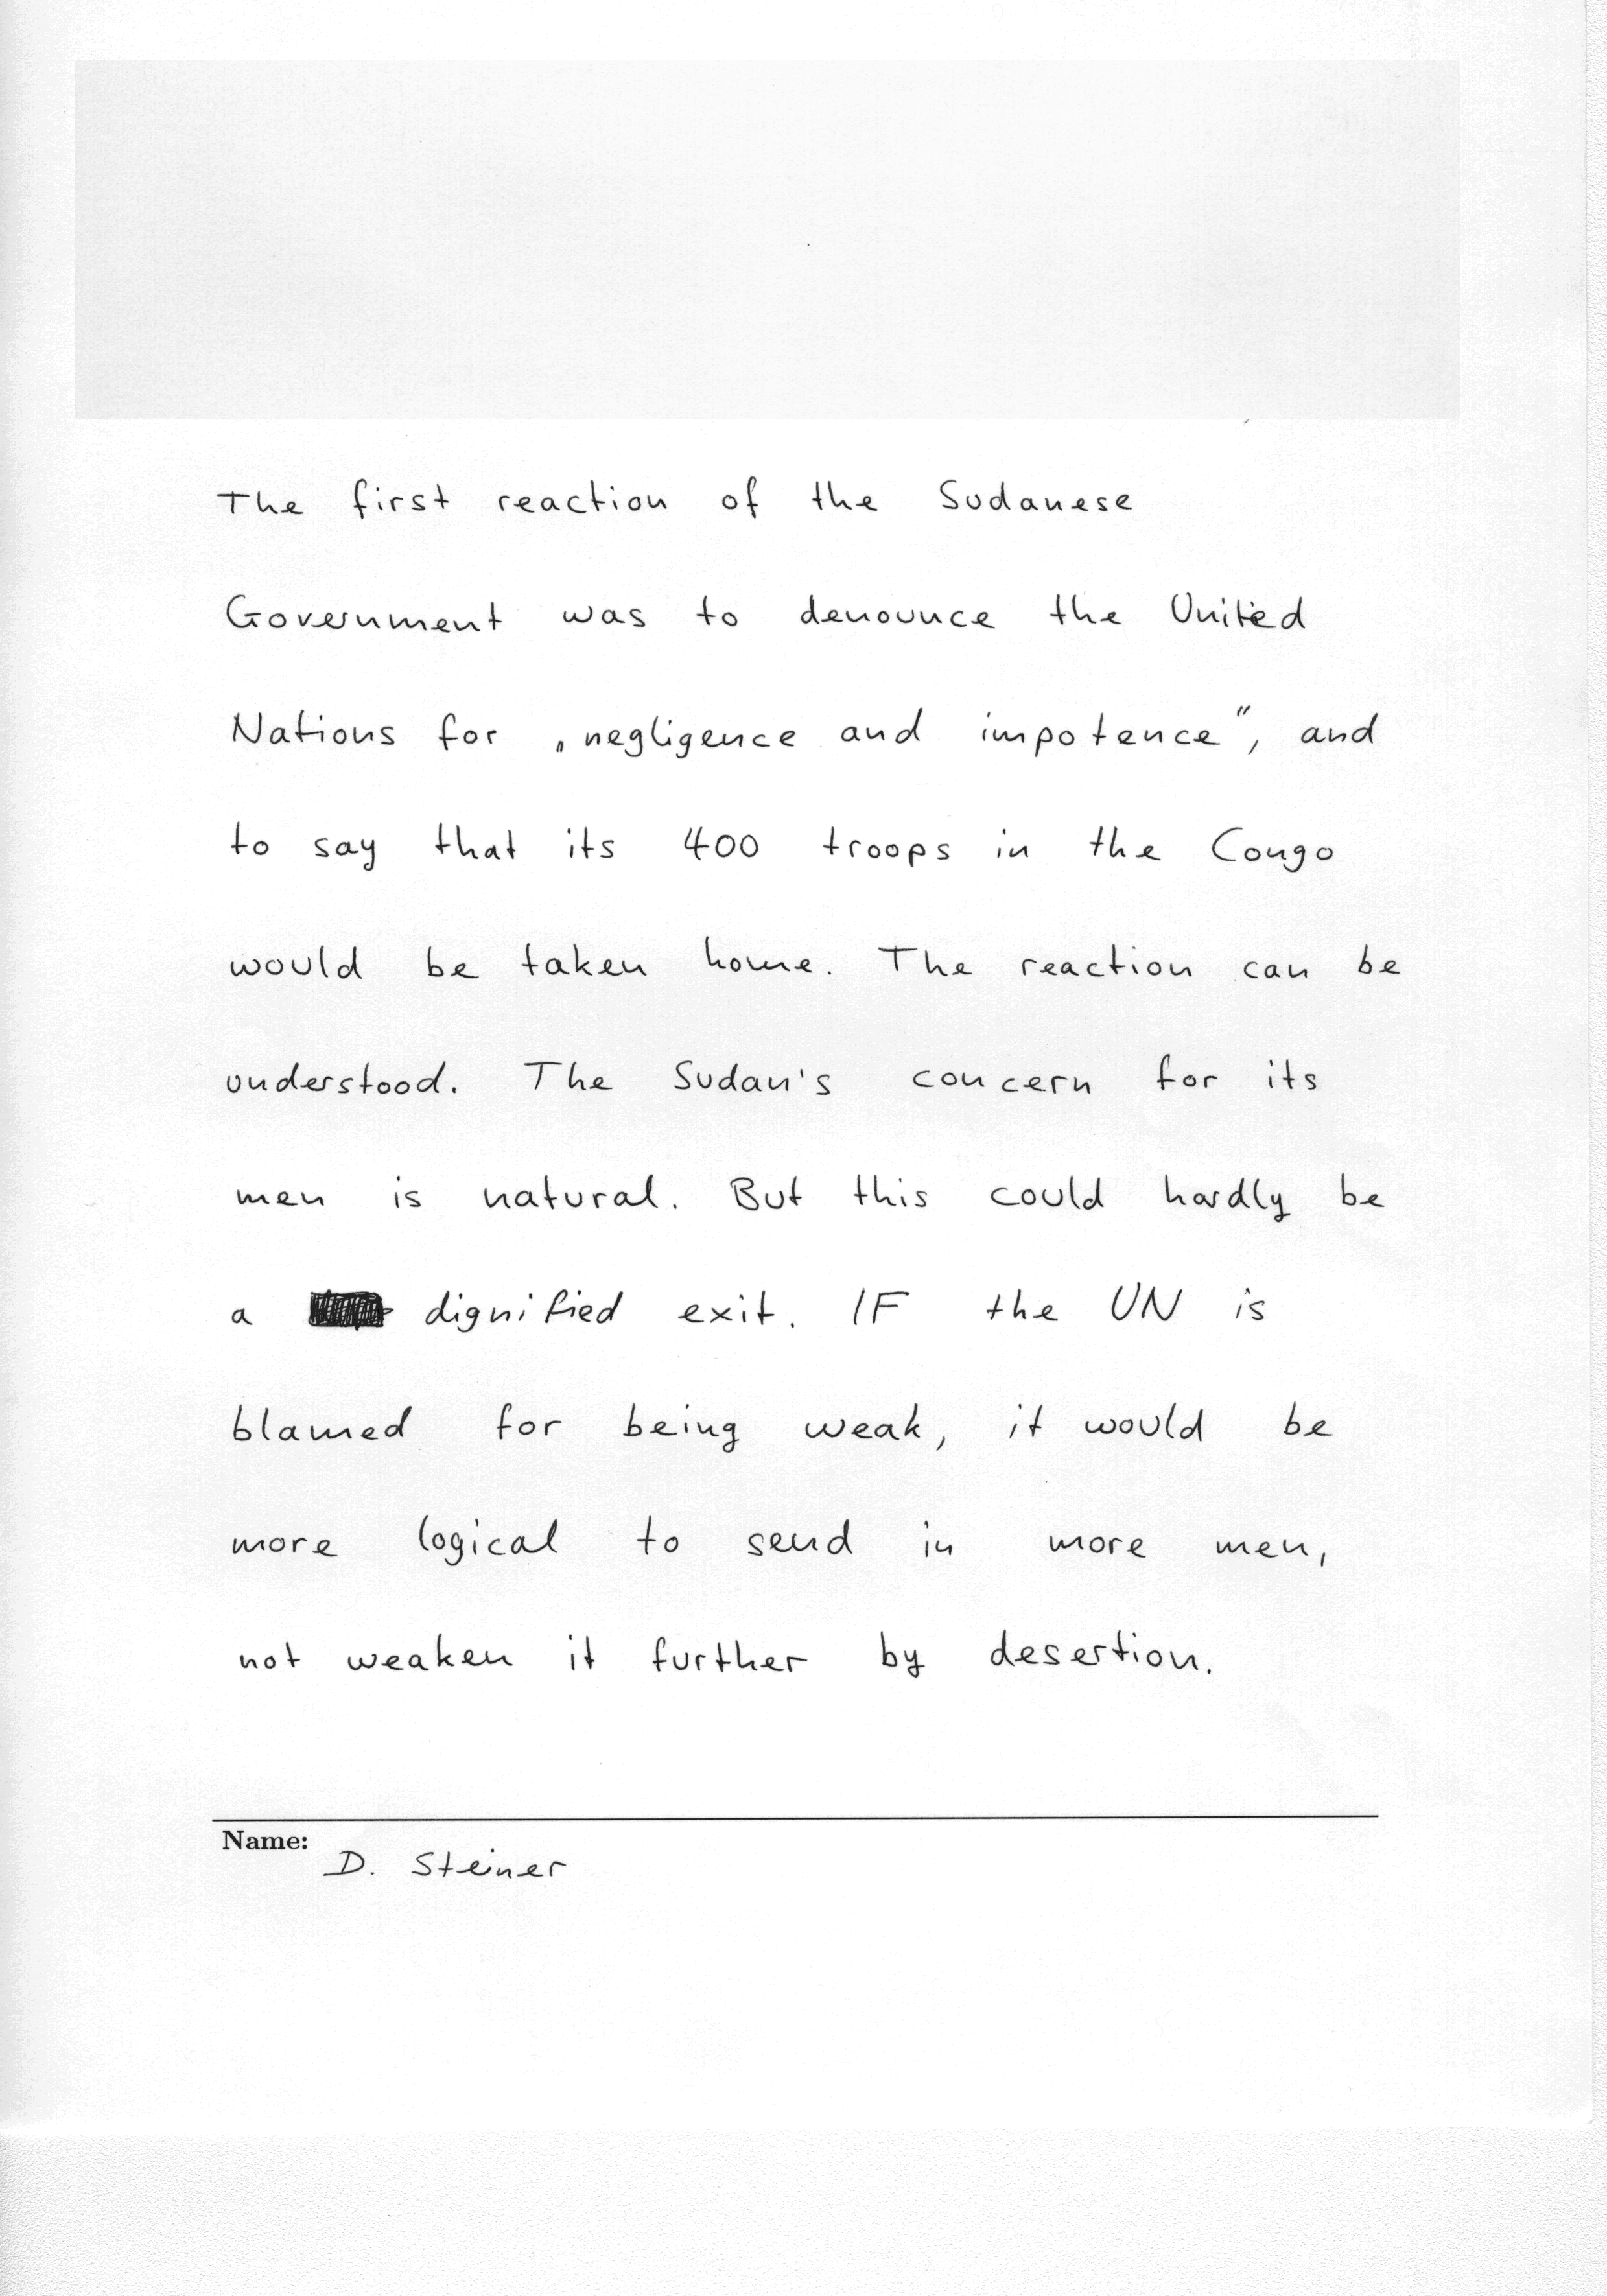 The first reaction of the Sudanese
Government was to denounce the United
Nations for „negligence and impotence", and
to say that its 400 troops in the Congo
would be taken home. The reaction can be
understood. The Sudan's concern for its
men is natural. But this could hardly be
a dignified exit. IF the UN is
blamed for being weak, it would be
more logical to send in more men,
not weaken it further by desertion.
Name:
D. Steiner